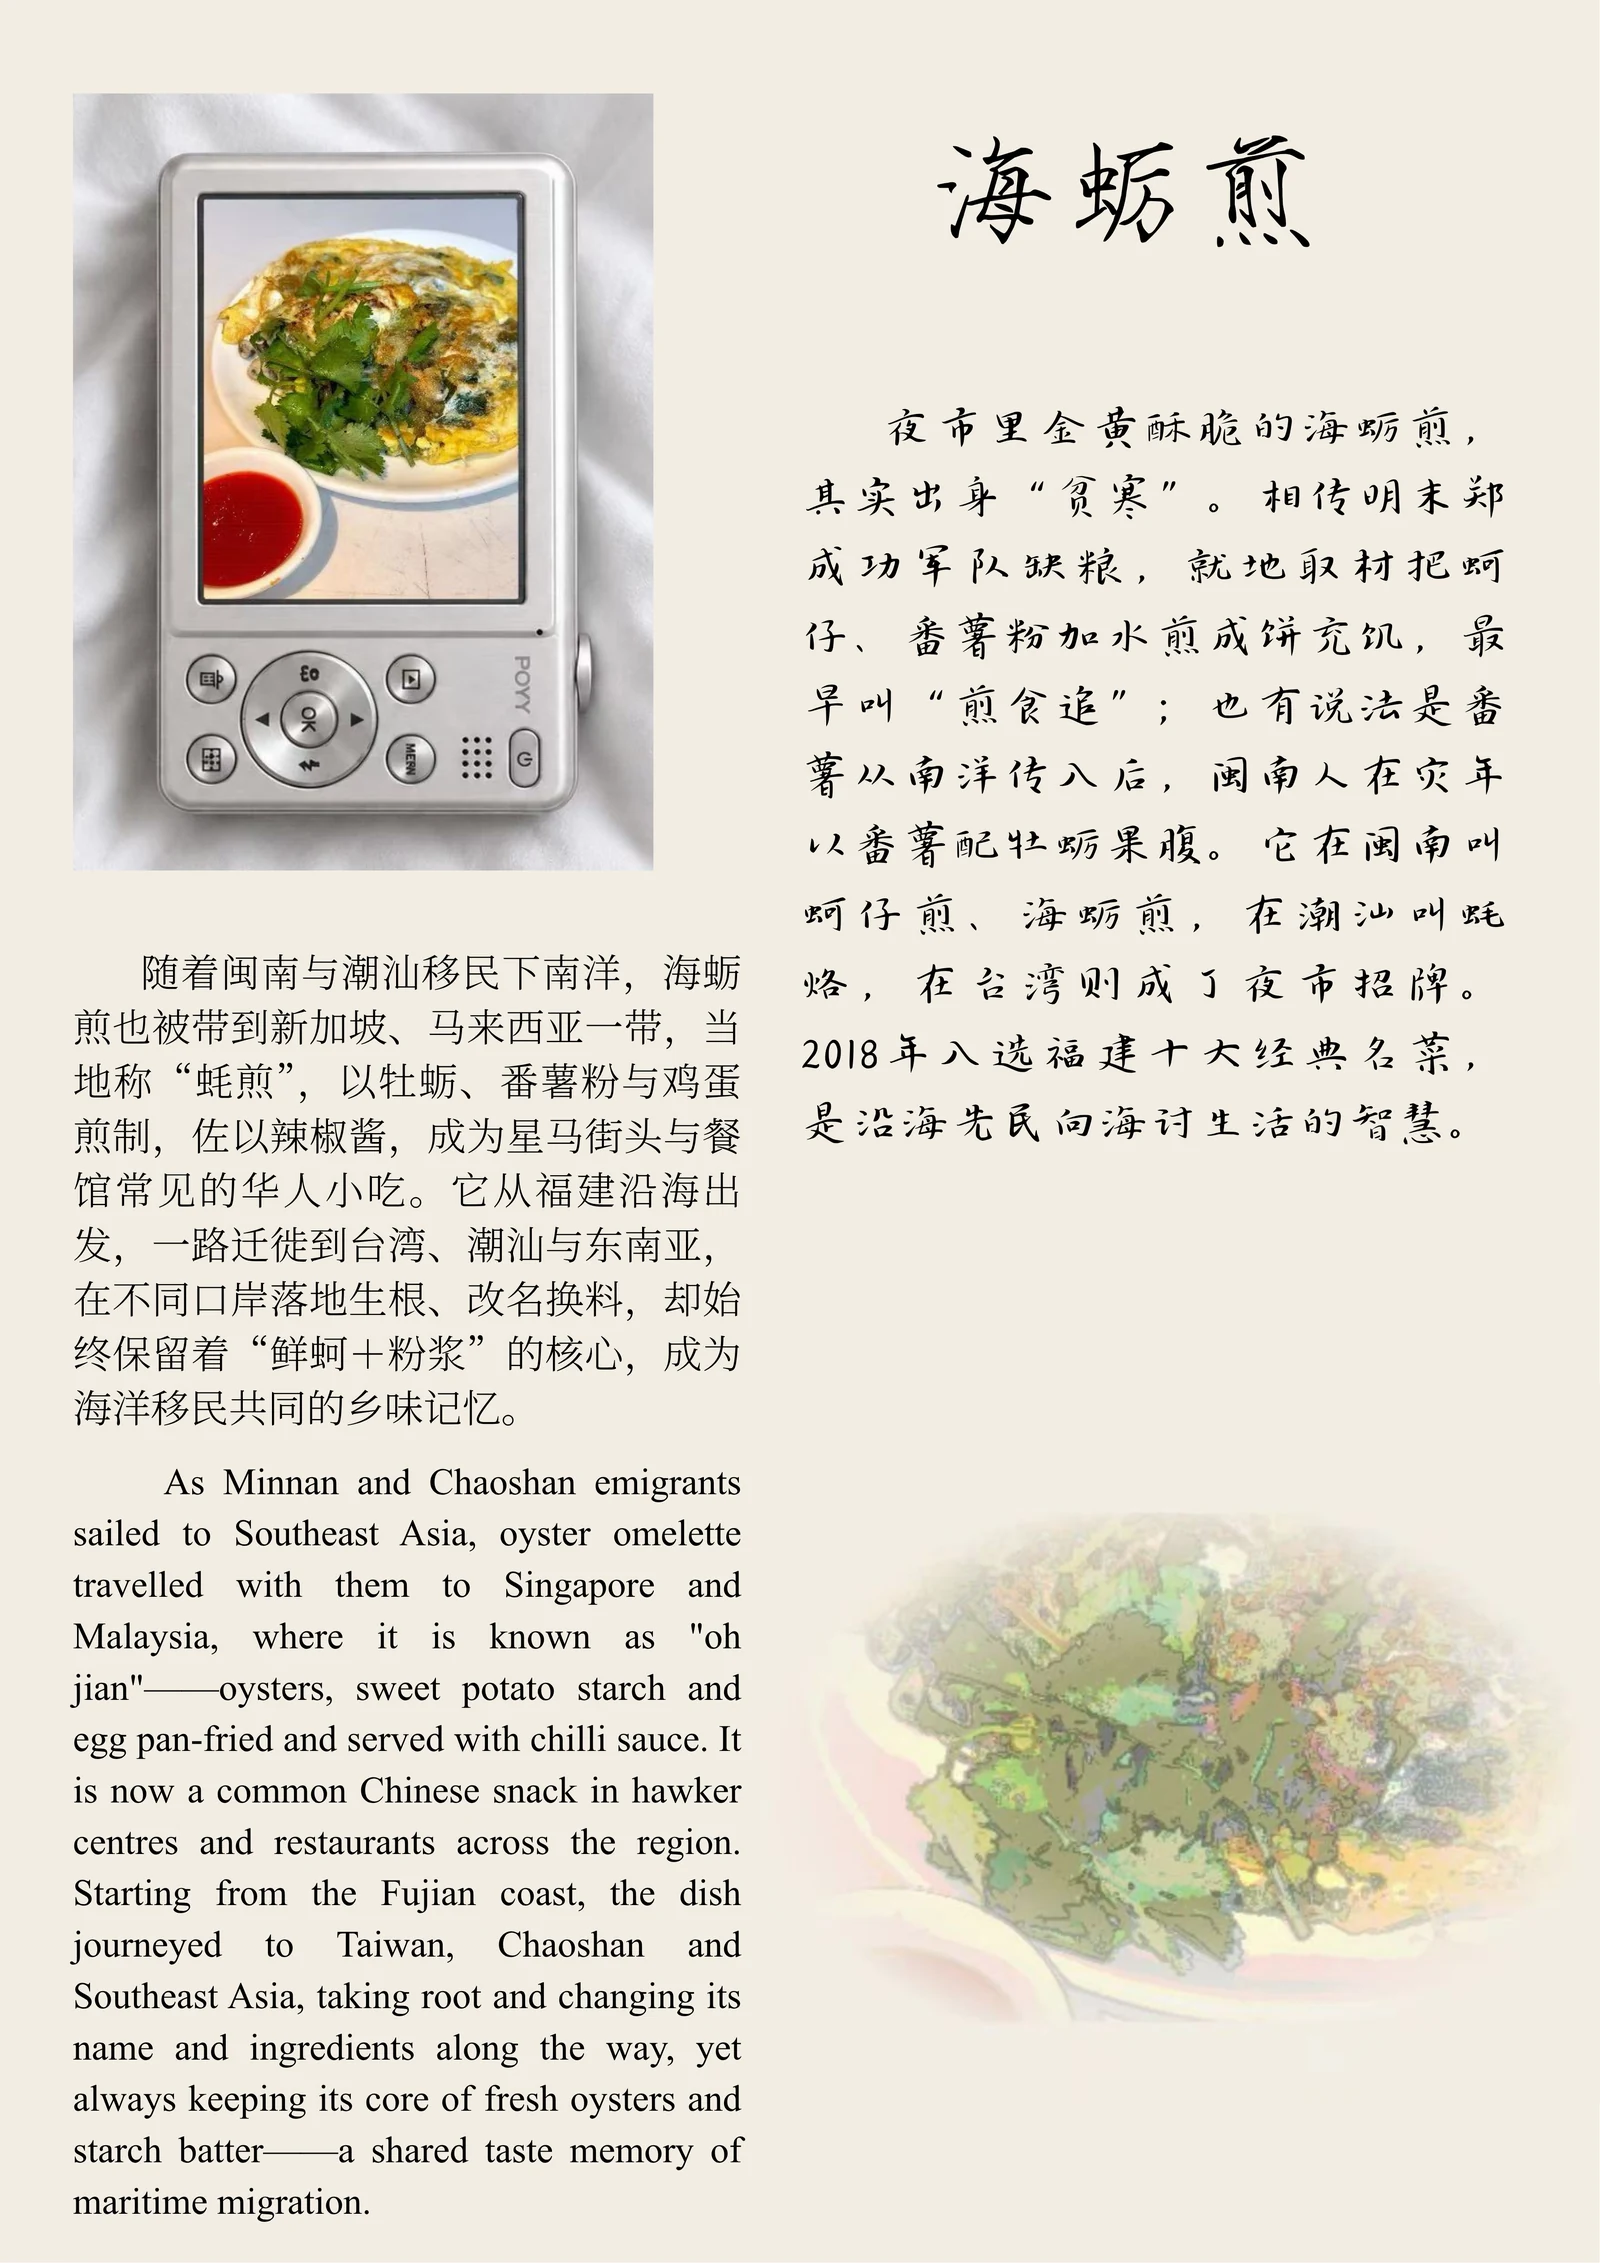 海蛎煎
夜市里金黄酥脆的海蛎煎，
其实出身“贫寒”。相传明末郑
成功军队缺粮，就地取材把蚵
仔、番薯粉加水煎成饼充饥，最
早叫“煎食追”；也有说法是番
薯从南洋传入后，闽南人在灾年
以番薯配牡蛎果腹。它在闽南叫
蚵仔煎、海蛎煎，在潮汕叫蚝
烙，在台湾则成了夜市招牌。
2018年入选福建十大经典名菜，
是沿海先民向海讨生活的智慧。
POYY
OK
MERN
随着闽南与潮汕移民下南洋，海蛎
煎也被带到新加坡、马来西亚一带，当
地称“蚝煎”，以牡蛎、番薯粉与鸡蛋
煎制，佐以辣椒酱，成为星马街头与餐
馆常见的华人小吃。它从福建沿海出
发，一路迁徙到台湾、潮汕与东南亚，
在不同口岸落地生根、改名换料，却始
终保留着“鲜蚵＋粉浆”的核心，成为
海洋移民共同的乡味记忆。
As Minnan and Chaoshan emigrants
sailed to Southeast Asia, oyster omelette
travelled with them to Singapore and
Malaysia, where it is known as "oh
jian"——oysters, sweet potato starch and
egg pan-fried and served with chilli sauce. It
is now a common Chinese snack in hawker
centres and restaurants across the region.
Starting from the Fujian coast, the dish
journeyed to Taiwan, Chaoshan and
Southeast Asia, taking root and changing its
name and ingredients along the way, yet
always keeping its core of fresh oysters and
starch batter——a shared taste memory of
maritime migration.